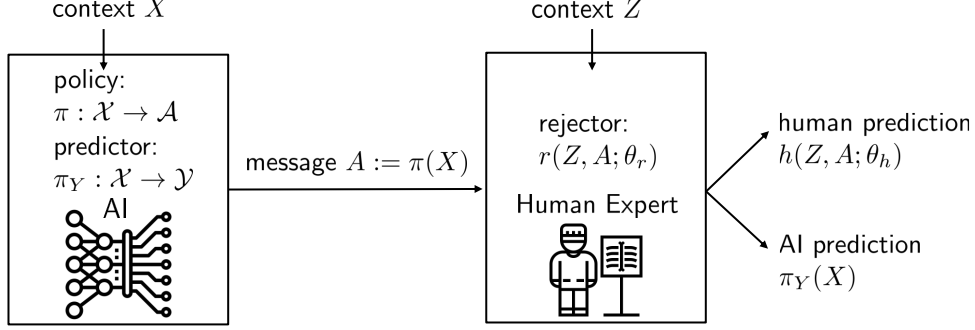 context X
policy:
π : 𝒳 → 𝒜
predictor:
π_Y : 𝒳 → 𝒴
AI
message A := π(X)
context Z
rejector:
r(Z, A; θ_r)
Human Expert
human prediction
h(Z, A; θ_h)
AI prediction
π_Y(X)